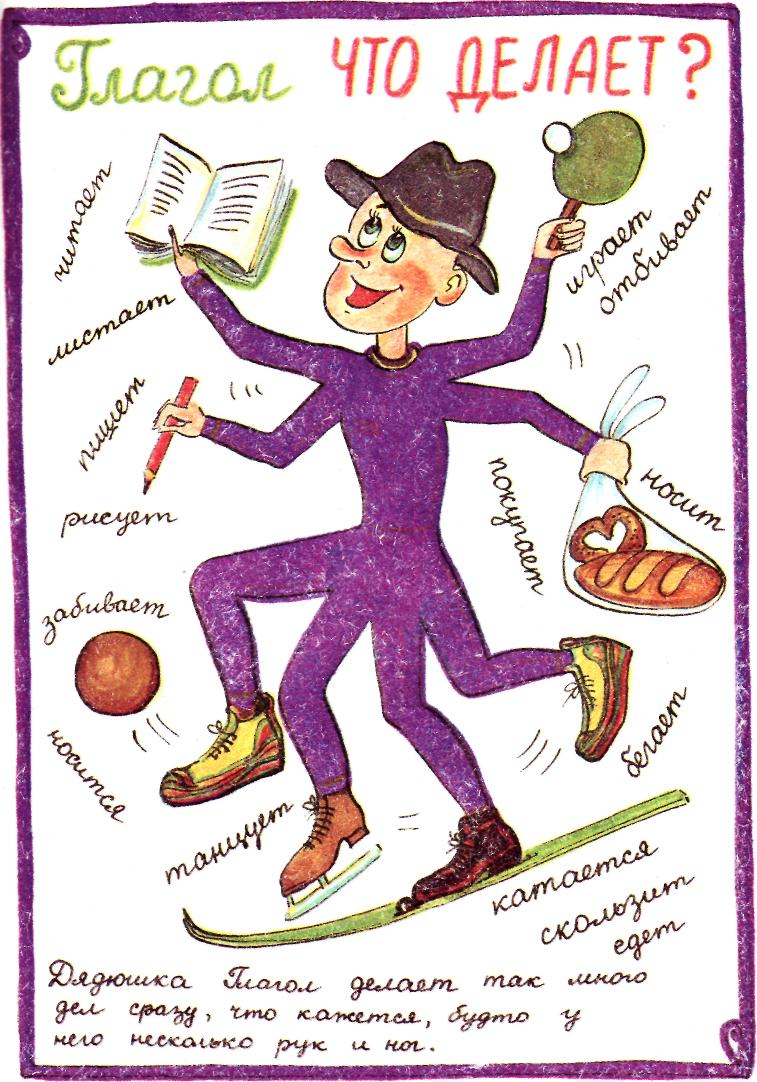 Глагол ЧТО ДЕЛАЕТ?
читает
листает
пишет
рисует
забивает
носится
танцует
играет
отбивает
покупает
носит
бегает
катается
скользит
едет
Дядюшка Глагол делает так много
дел сразу, что кажется, будто у
него несколько рук и ног.